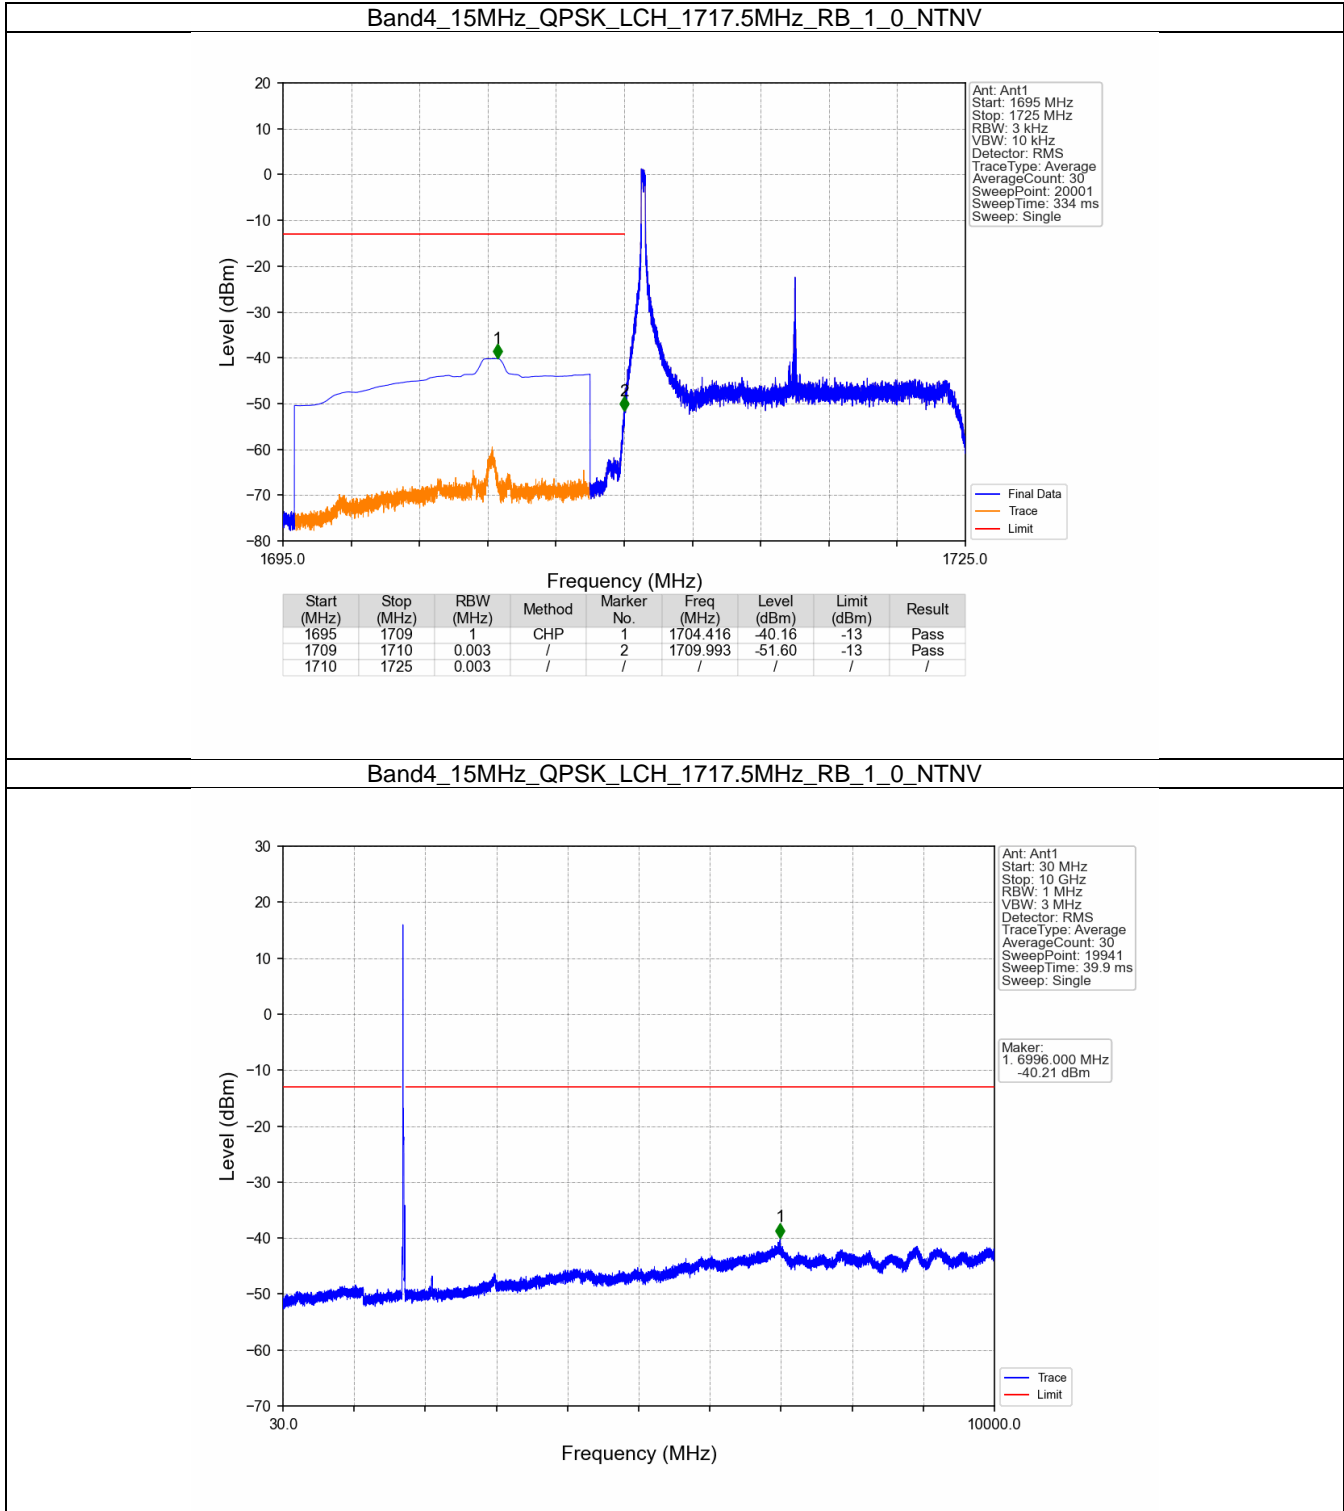 Band4_15MHz_QPSK_LCH_1717.5MHz_RB_1_0_NTNV
20
10
0
−10
−20
−30
−40
−50
−60
−70
−80
Level (dBm)
1
2
1695.0
1725.0
Frequency (MHz)
Ant: Ant1
Start: 1695 MHz
Stop: 1725 MHz
RBW: 3 kHz
VBW: 10 kHz
Detector: RMS
TraceType: Average
AverageCount: 30
SweepPoint: 20001
SweepTime: 334 ms
Sweep: Single
Final Data
Trace
Limit
Start (MHz) Stop (MHz) RBW (MHz) Method Marker No. Freq (MHz) Level (dBm) Limit (dBm) Result
1695 1709 1 CHP 1 1704.416 -40.16 -13 Pass
1709 1710 0.003 / 2 1709.993 -51.60 -13 Pass
1710 1725 0.003 / / / / / /
Band4_15MHz_QPSK_LCH_1717.5MHz_RB_1_0_NTNV
30
20
10
0
−10
−20
−30
−40
−50
−60
−70
Level (dBm)
1
30.0
10000.0
Frequency (MHz)
Ant: Ant1
Start: 30 MHz
Stop: 10 GHz
RBW: 1 MHz
VBW: 3 MHz
Detector: RMS
TraceType: Average
AverageCount: 30
SweepPoint: 19941
SweepTime: 39.9 ms
Sweep: Single
Maker:
1. 6996.000 MHz
-40.21 dBm
Trace
Limit